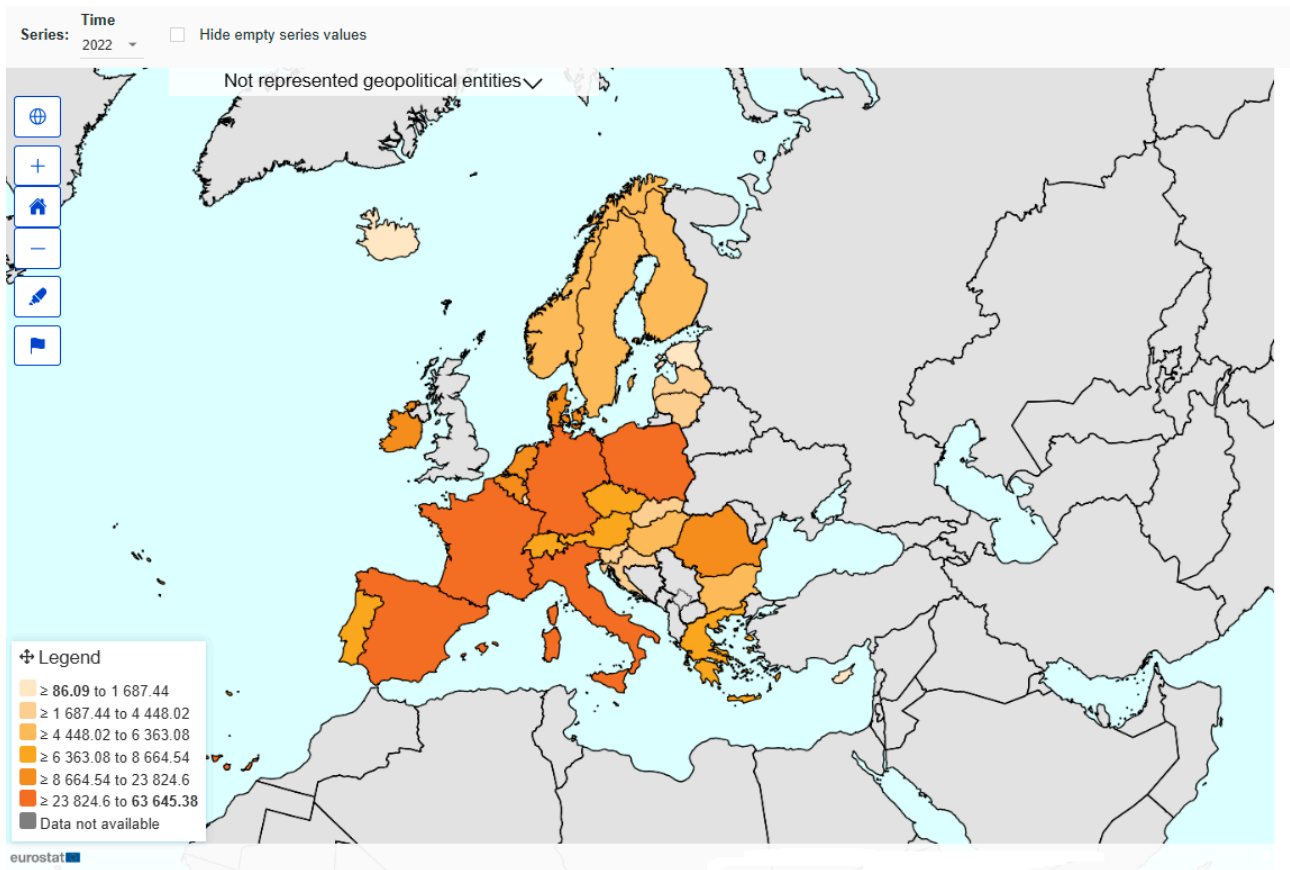 Time
Series:
2022
Hide empty series values
Not represented geopolitical entities
Legend
≥ 86.09 to 1 687.44
≥ 1 687.44 to 4 448.02
≥ 4 448.02 to 6 363.08
≥ 6 363.08 to 8 664.54
≥ 8 664.54 to 23 824.6
≥ 23 824.6 to 63 645.38
Data not available
eurostat